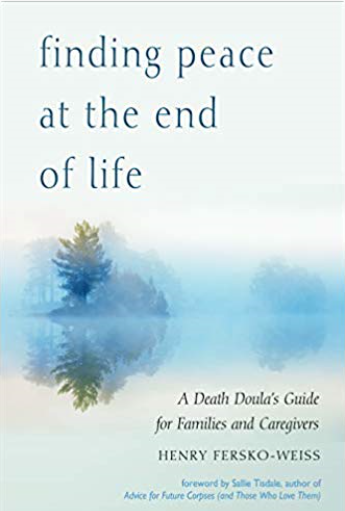 finding peace
at the end
of life
A Death Doula's Guide
for Families and Caregivers
HENRY FERSKO-WEISS
foreword by Sallie Tisdale, author of
Advice for Future Corpses (and Those Who Love Them)